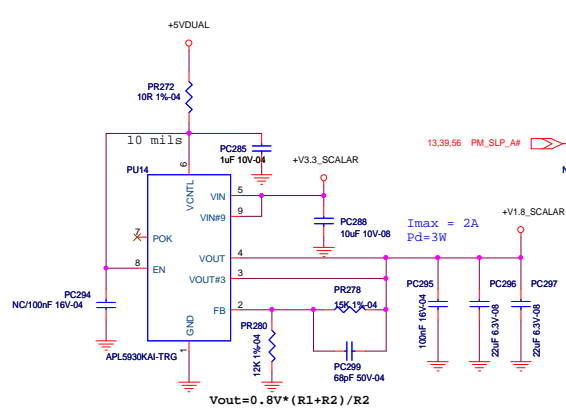 +5VDUAL
PR272
10R 1%-04
10 mils
PC285
1uF 10V-04
13,39,56 PM_SLP_A#
N
PU14
6
VCNTL
+V3.3_SCALAR
VIN 5
VIN#9 9
PC288
10uF 10V-08
Imax = 2A
Pd=3W
+V1.8_SCALAR
7 POK
VOUT 4
8 EN
VOUT#3 3
PC294
NC/100nF 16V-04
PR278
15K 1%-04
FB 2
GND
1
PR280
12K 1%-04
PC295
100nF 16V-04
PC296
22uF 6.3V-08
PC297
22uF 6.3V-08
APL5930KAI-TRG
PC299
68pF 50V-04
Vout=0.8V*(R1+R2)/R2